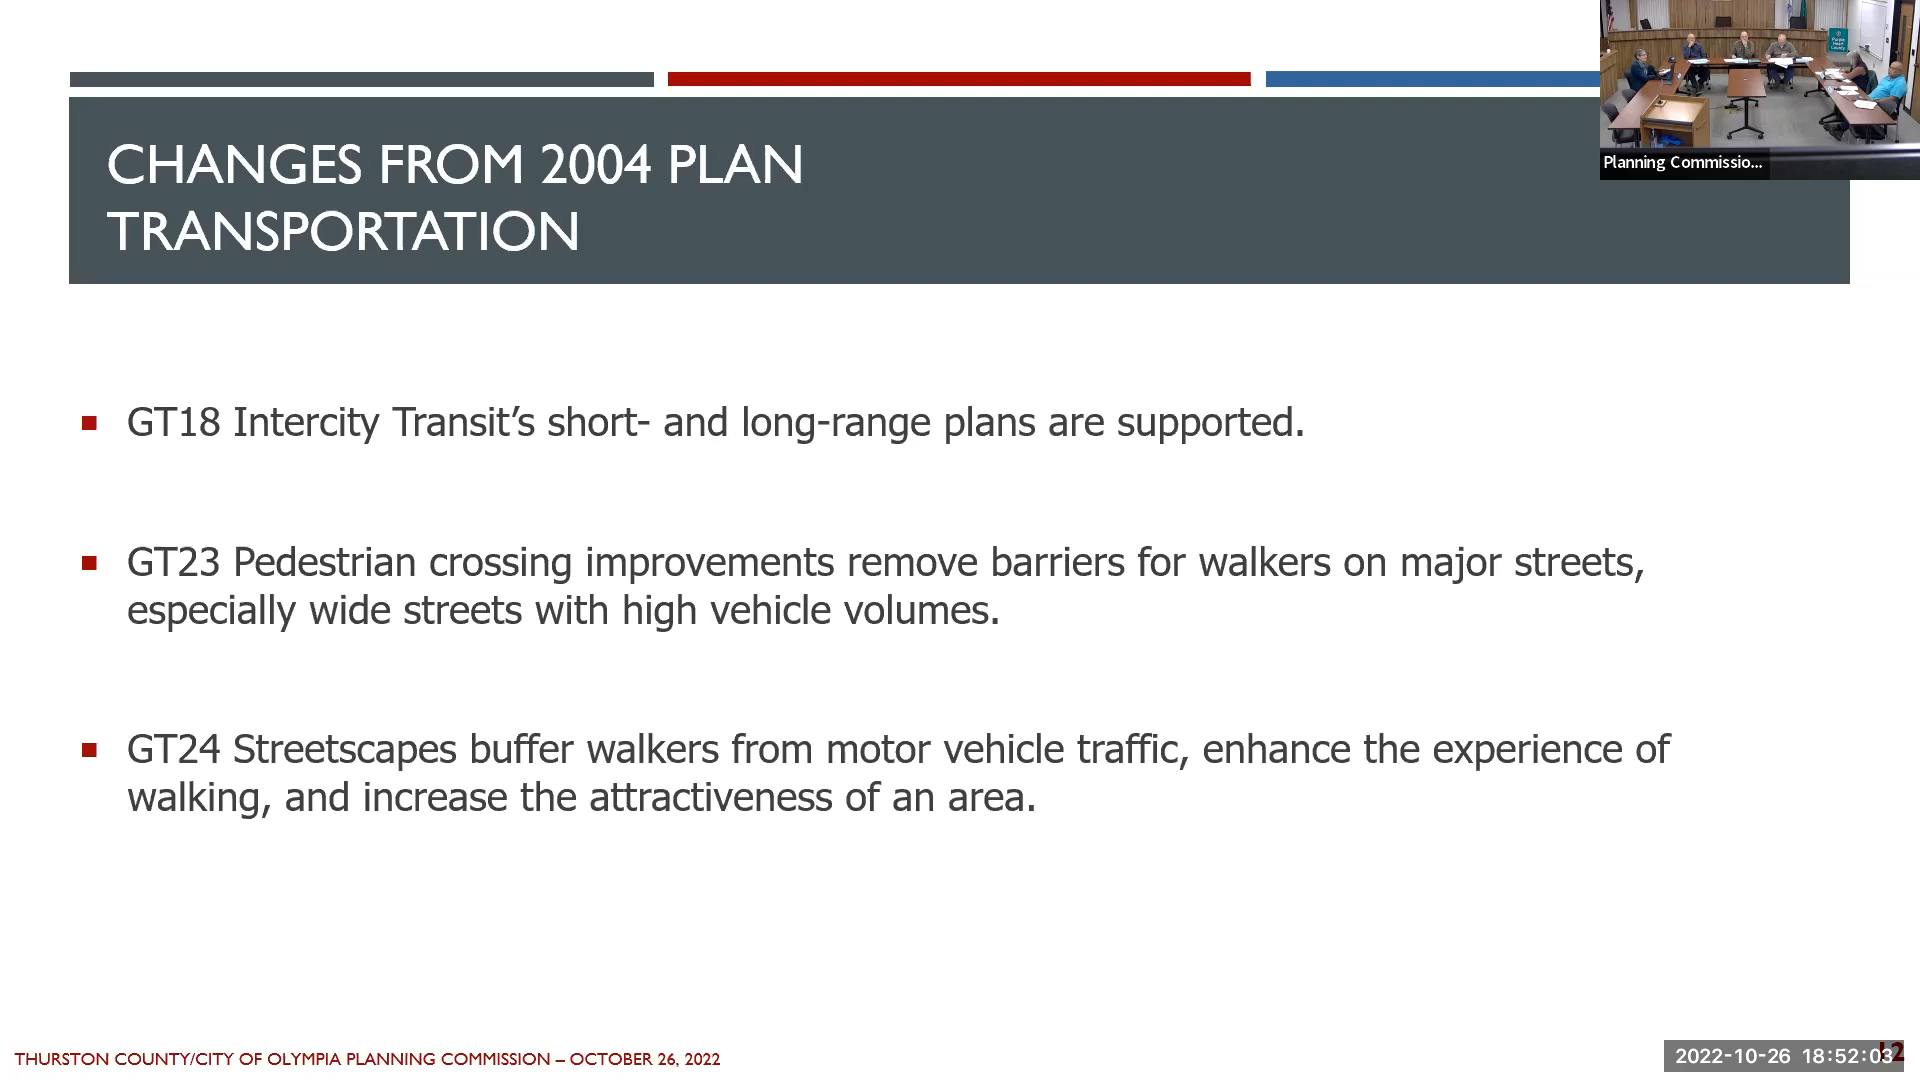 CHANGES FROM 2004 PLAN
TRANSPORTATION
Planning Commissio...
GT18 Intercity Transit’s short- and long-range plans are supported.
GT23 Pedestrian crossing improvements remove barriers for walkers on major streets,
especially wide streets with high vehicle volumes.
GT24 Streetscapes buffer walkers from motor vehicle traffic, enhance the experience of
walking, and increase the attractiveness of an area.
THURSTON COUNTY/CITY OF OLYMPIA PLANNING COMMISSION – OCTOBER 26, 2022
2022-10-26 18:52:03
12